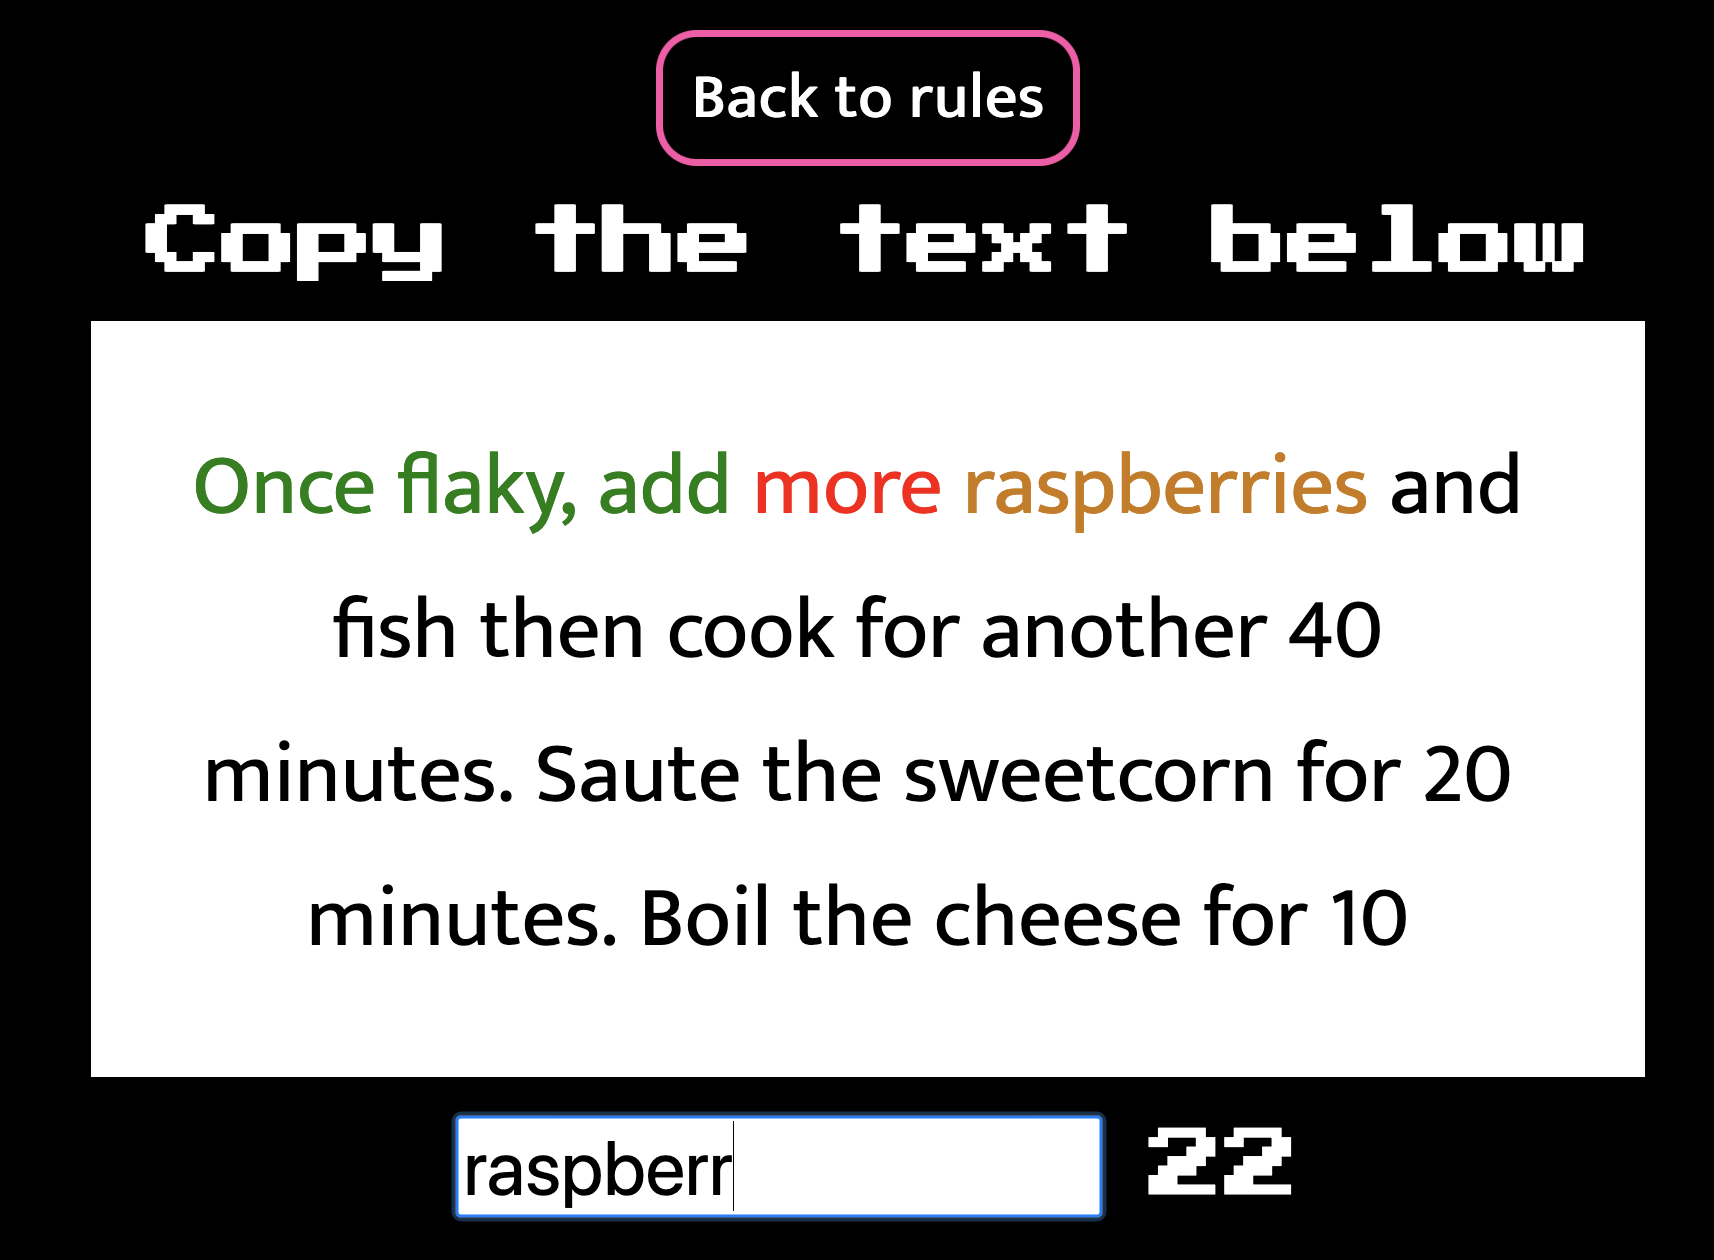 Back to rules
Copy the text below
Once flaky, add more raspberries and
fish then cook for another 40
minutes. Saute the sweetcorn for 20
minutes. Boil the cheese for 10
raspberr
22